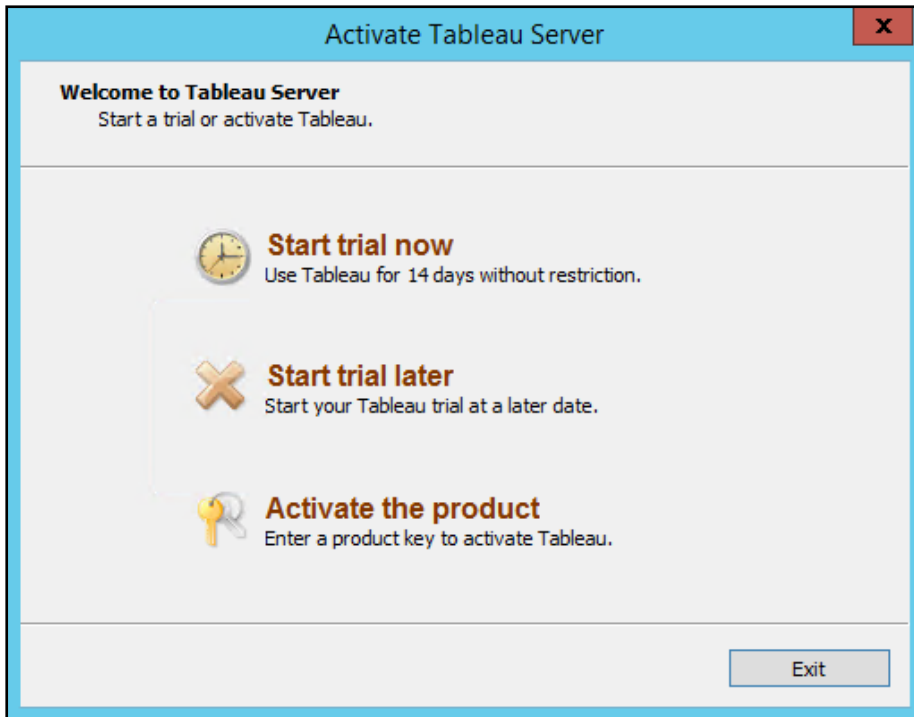 Activate Tableau Server
x
Welcome to Tableau Server
Start a trial or activate Tableau.
Start trial now
Use Tableau for 14 days without restriction.
Start trial later
Start your Tableau trial at a later date.
Activate the product
Enter a product key to activate Tableau.
Exit